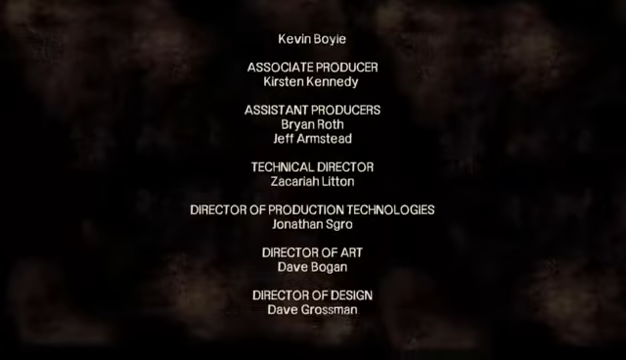 Kevin Boyle
ASSOCIATE PRODUCER
Kirsten Kennedy
ASSISTANT PRODUCERS
Bryan Roth
Jeff Armstead
TECHNICAL DIRECTOR
Zacariah Litton
DIRECTOR OF PRODUCTION TECHNOLOGIES
Jonathan Sgro
DIRECTOR OF ART
Dave Bogan
DIRECTOR OF DESIGN
Dave Grossman